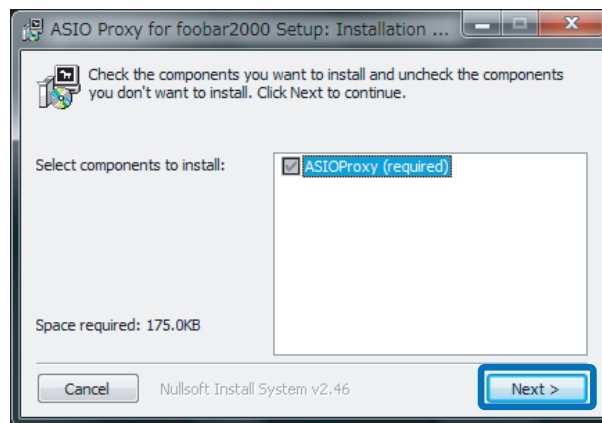 ASIO Proxy for foobar2000 Setup: Installation ...
Check the components you want to install and uncheck the components
you don't want to install. Click Next to continue.
Select components to install:
ASIOProxy (required)
Space required: 175.0KB
Cancel
Nullsoft Install System v2.46
Next >